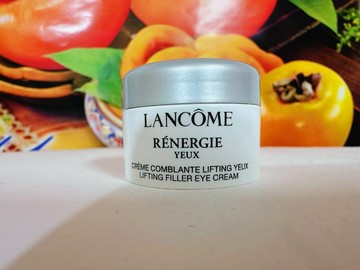 LANCÔME
RÉNERGIE
YEUX
CRÈME COMBLANTE LIFTING YEUX
LIFTING FILLER EYE CREAM